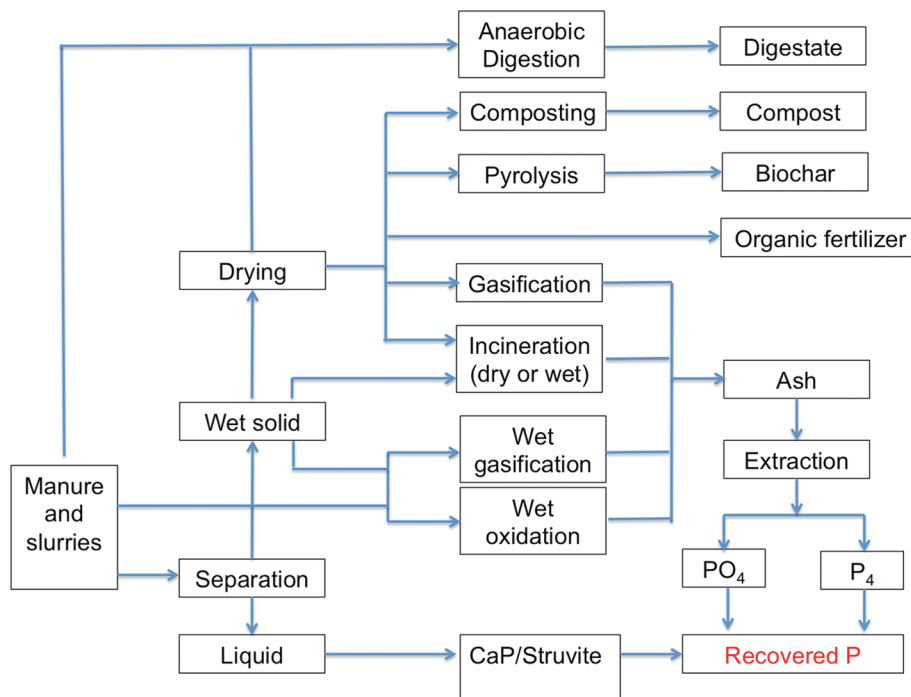 Anaerobic
Digestion
Digestate
Composting
Compost
Pyrolysis
Biochar
Organic fertilizer
Drying
Gasification
Incineration
(dry or wet)
Ash
Wet solid
Wet
gasification
Extraction
Manure
and
slurries
Wet
oxidation
Separation
PO₄
P₄
Liquid
CaP/Struvite
Recovered P